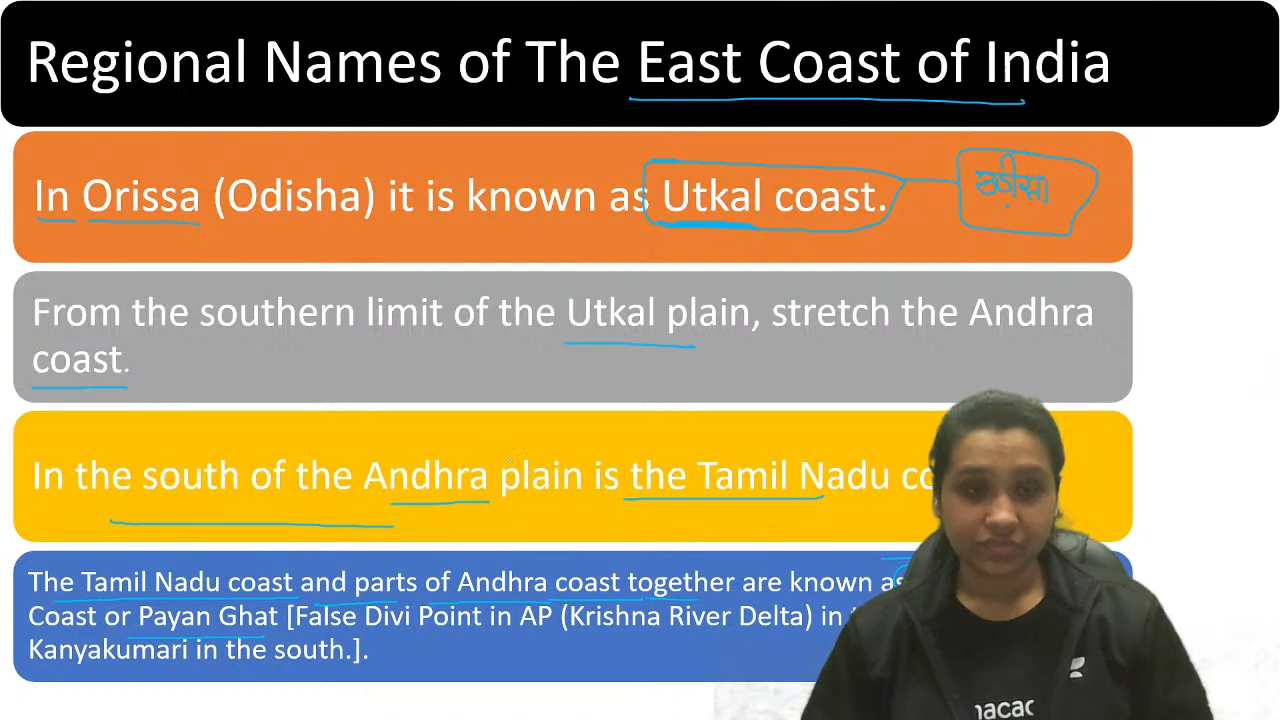 Regional Names of The East Coast of India
In Orissa (Odisha) it is known as Utkal coast.
From the southern limit of the Utkal plain, stretch the Andhra
coast.
In the south of the Andhra plain is the Tamil Nadu
The Tamil Nadu coast and parts of Andhra coast together are known as
Coast or Payan Ghat [False Divi Point in AP (Krishna River Delta) in
Kanyakumari in the south.].